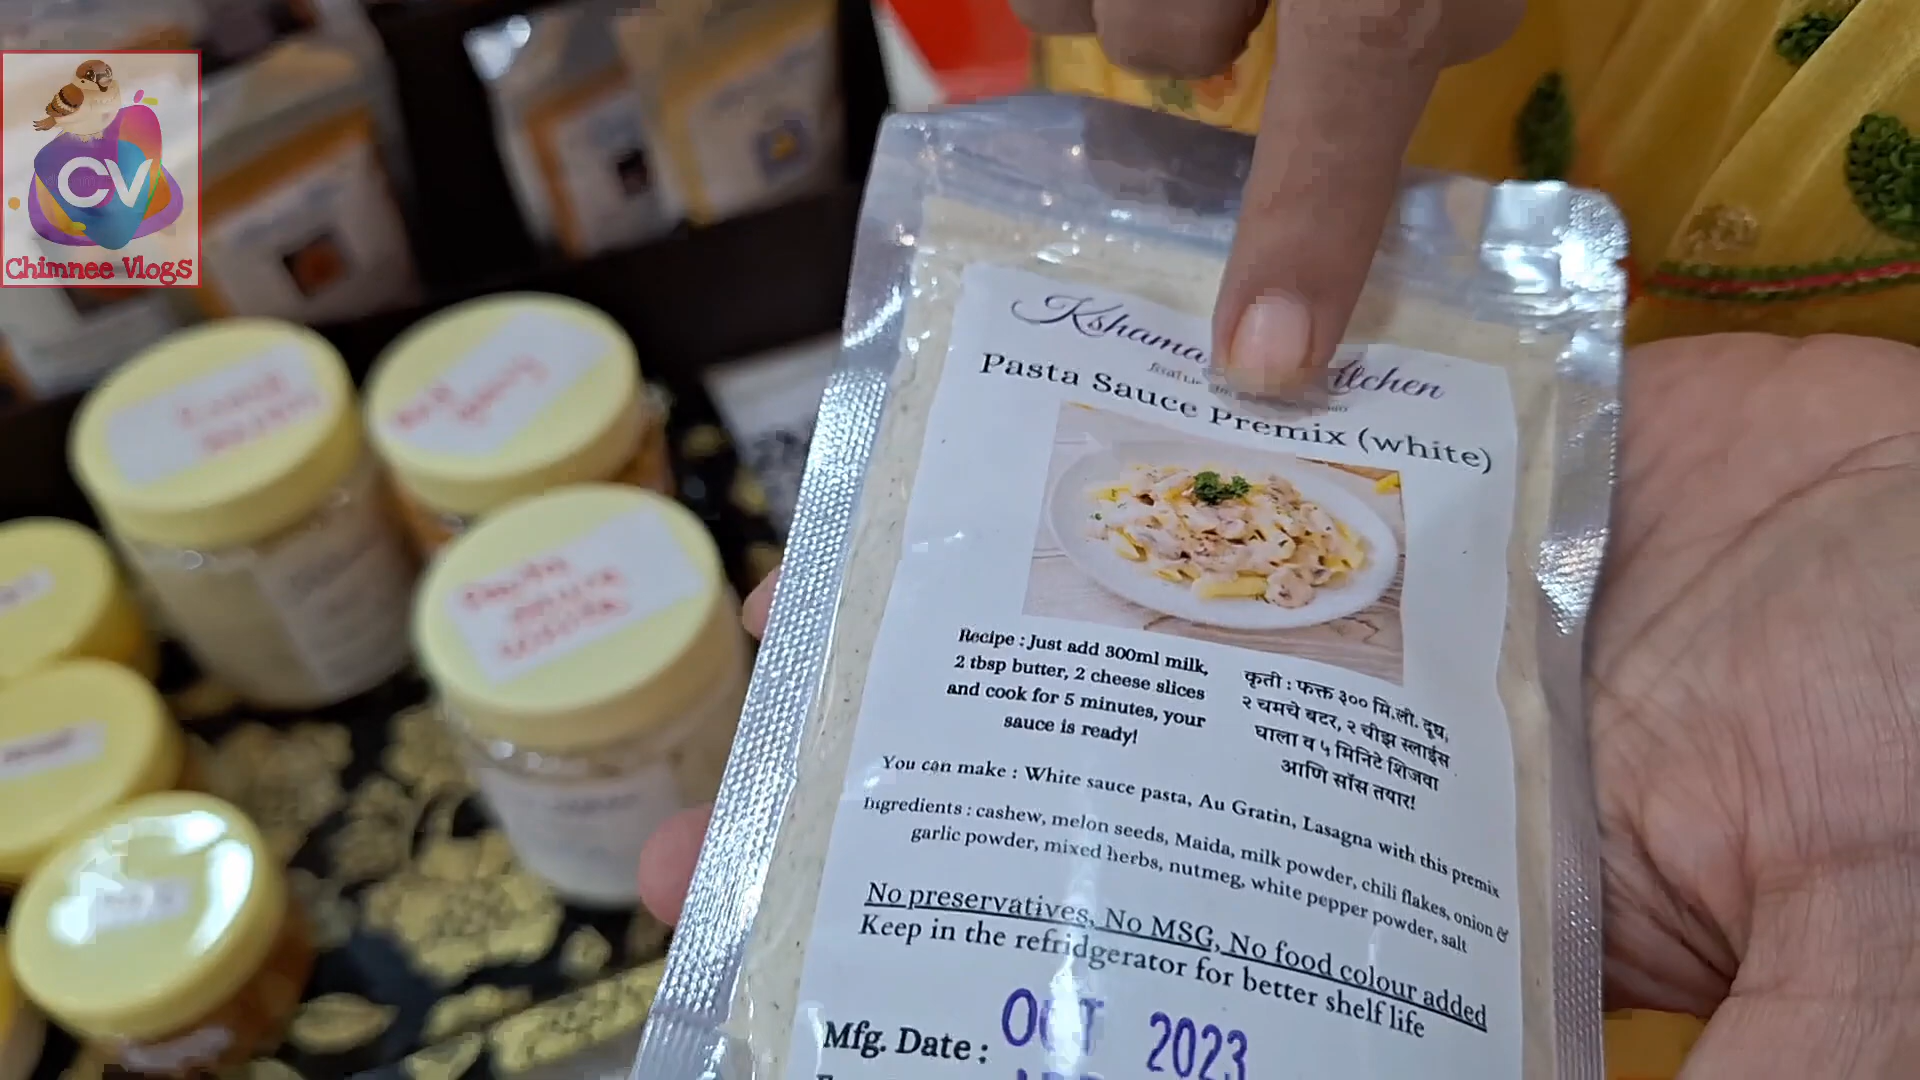 CV
Chimnee Vlogs
Kshama
Pasta Sauce Premix (white)
Recipe : Just add 300ml milk,
2 tbsp butter, 2 cheese slices
and cook for 5 minutes, your
sauce is ready!
कृती : फक्त ३०० मि.ली. दूध,
२ चमचे बटर, २ चीझ स्लाईस
घाला व ५ मिनिटे शिजवा
आणि सॉस तयार!
You can make : White sauce pasta, Au Gratin, Lasagna with this premix
Ingredients : cashew, melon seeds, Maida, milk powder, chili flakes, onion &
garlic powder, mixed herbs, nutmeg, white pepper powder, salt
No preservatives, No MSG, No food colour added
Keep in the refridgerator for better shelf life
Mfg. Date : OCT 2023